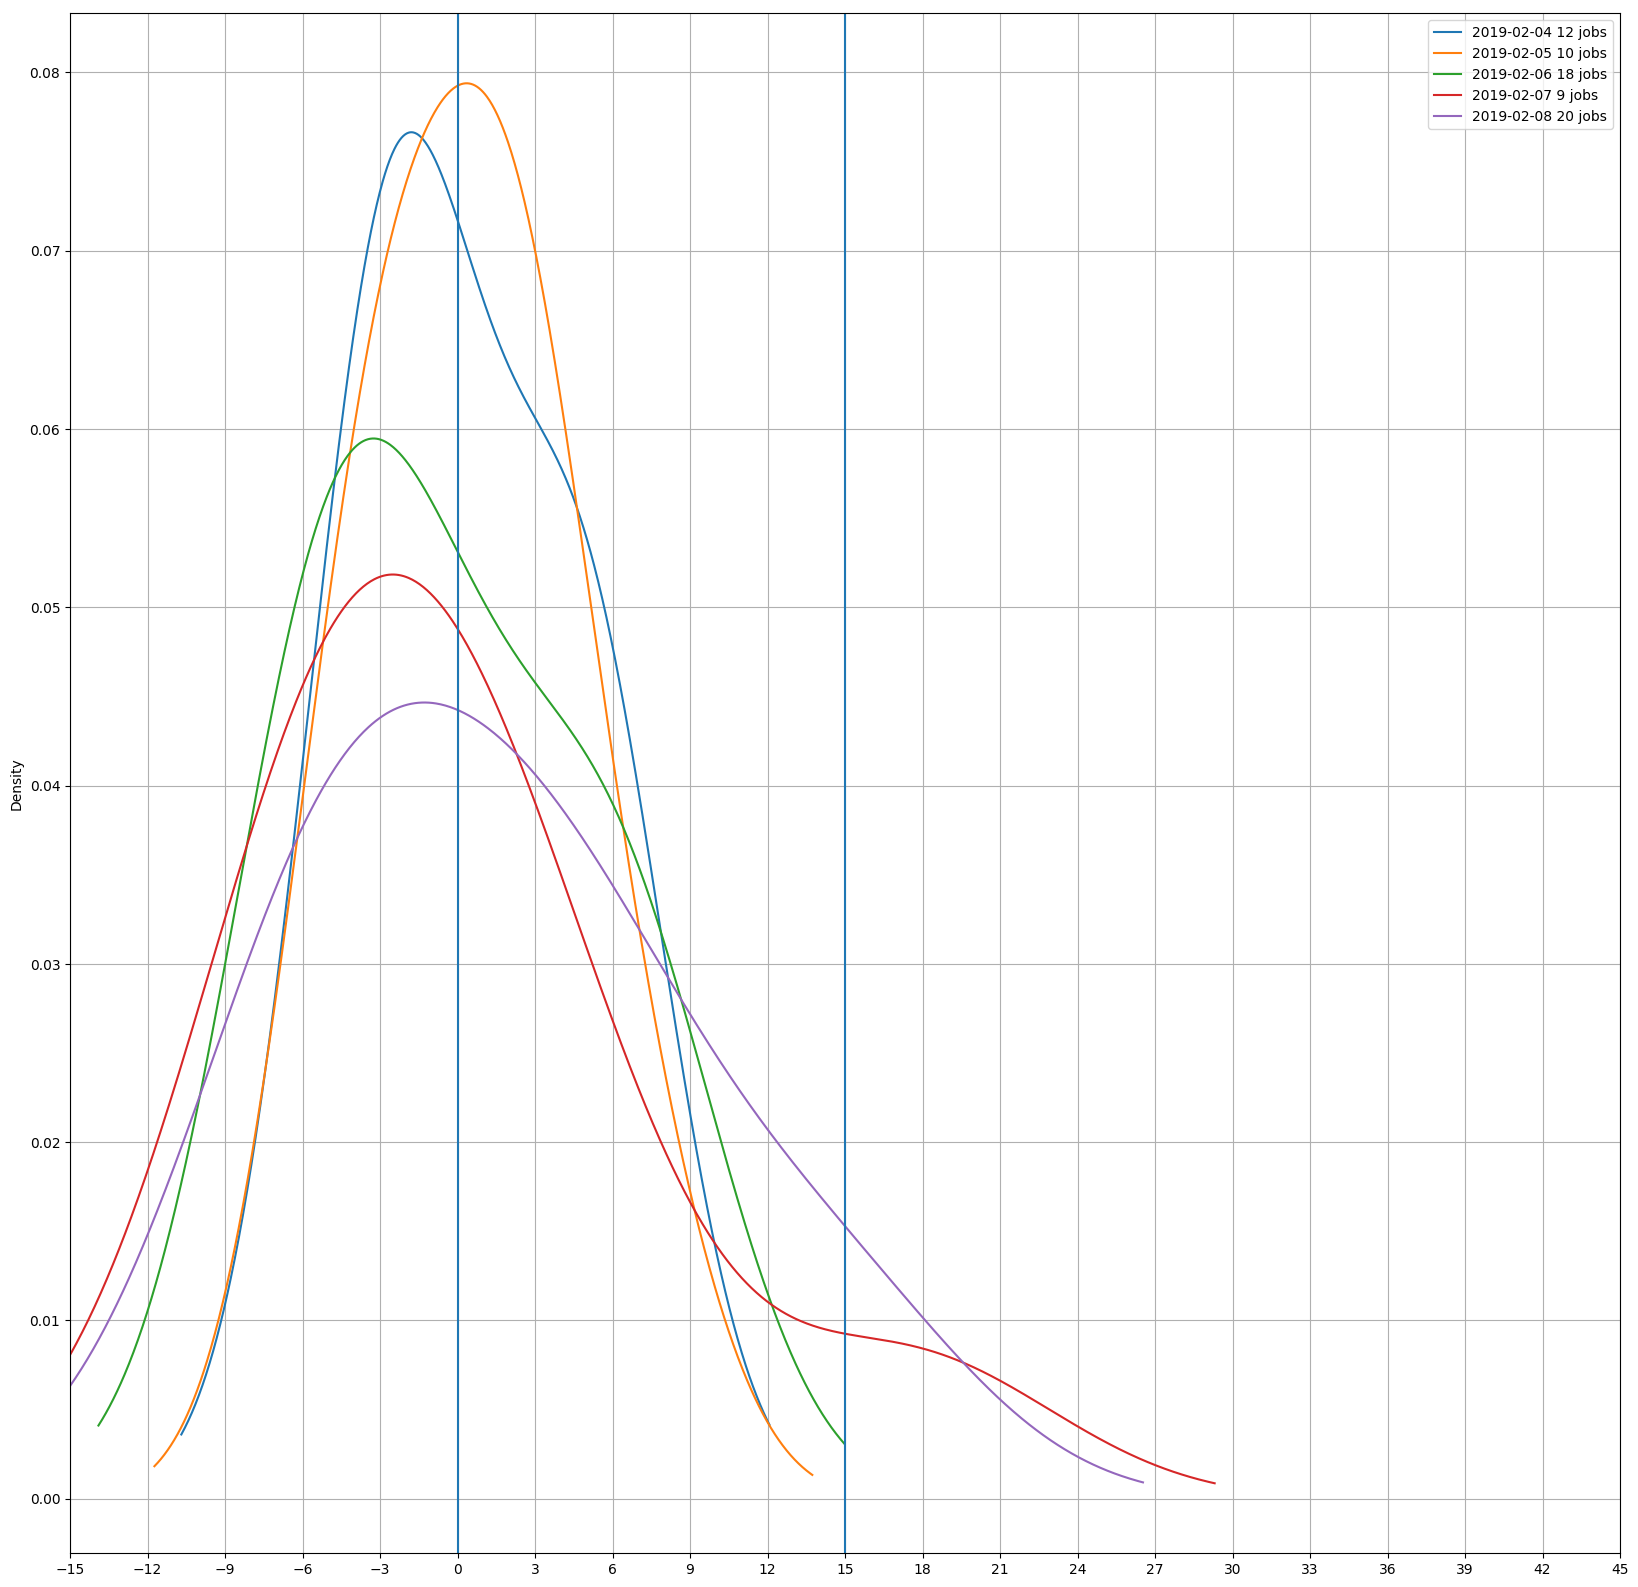 2019-02-04 12 jobs
2019-02-05 10 jobs
2019-02-06 18 jobs
2019-02-07 9 jobs
2019-02-08 20 jobs
0.08
0.07
0.06
0.05
0.04
0.03
0.02
0.01
0.00
Density
−15 −12 −9 −6 −3 0 3 6 9 12 15 18 21 24 27 30 33 36 39 42 45